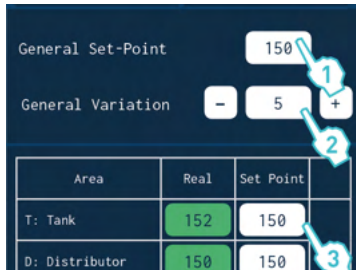 General Set-Point 150
1
General Variation - 5 +
2
Area Real Set Point
T: Tank 152 150
3
D: Distributor 150 150